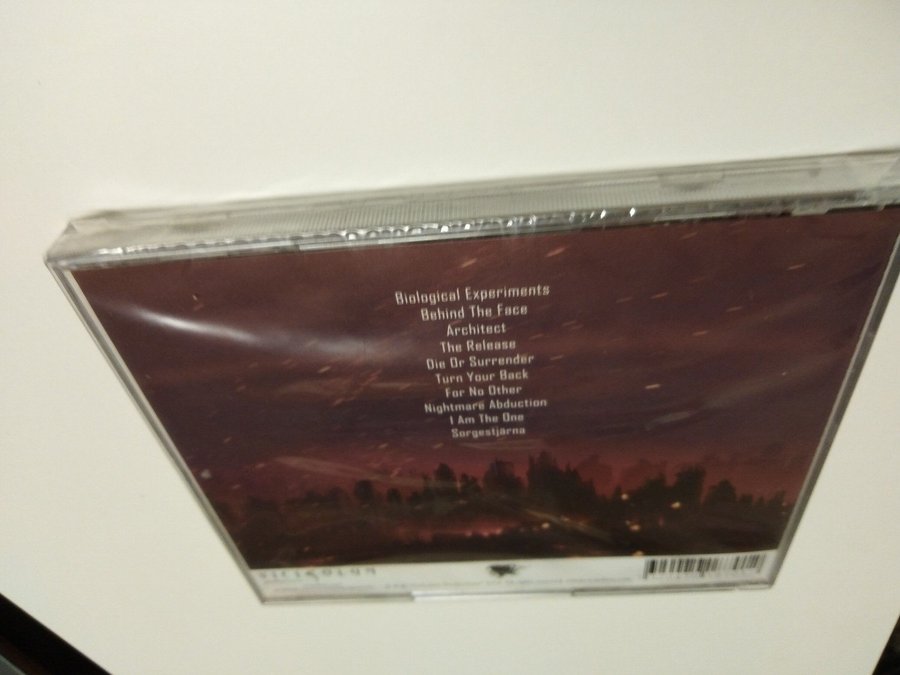 Biological Experiments
Behind The Face
Architect
The Release
Die Or Surrender
Turn Your Back
For No Other
Nightmare Abduction
I Am The One
Sorgestjärna